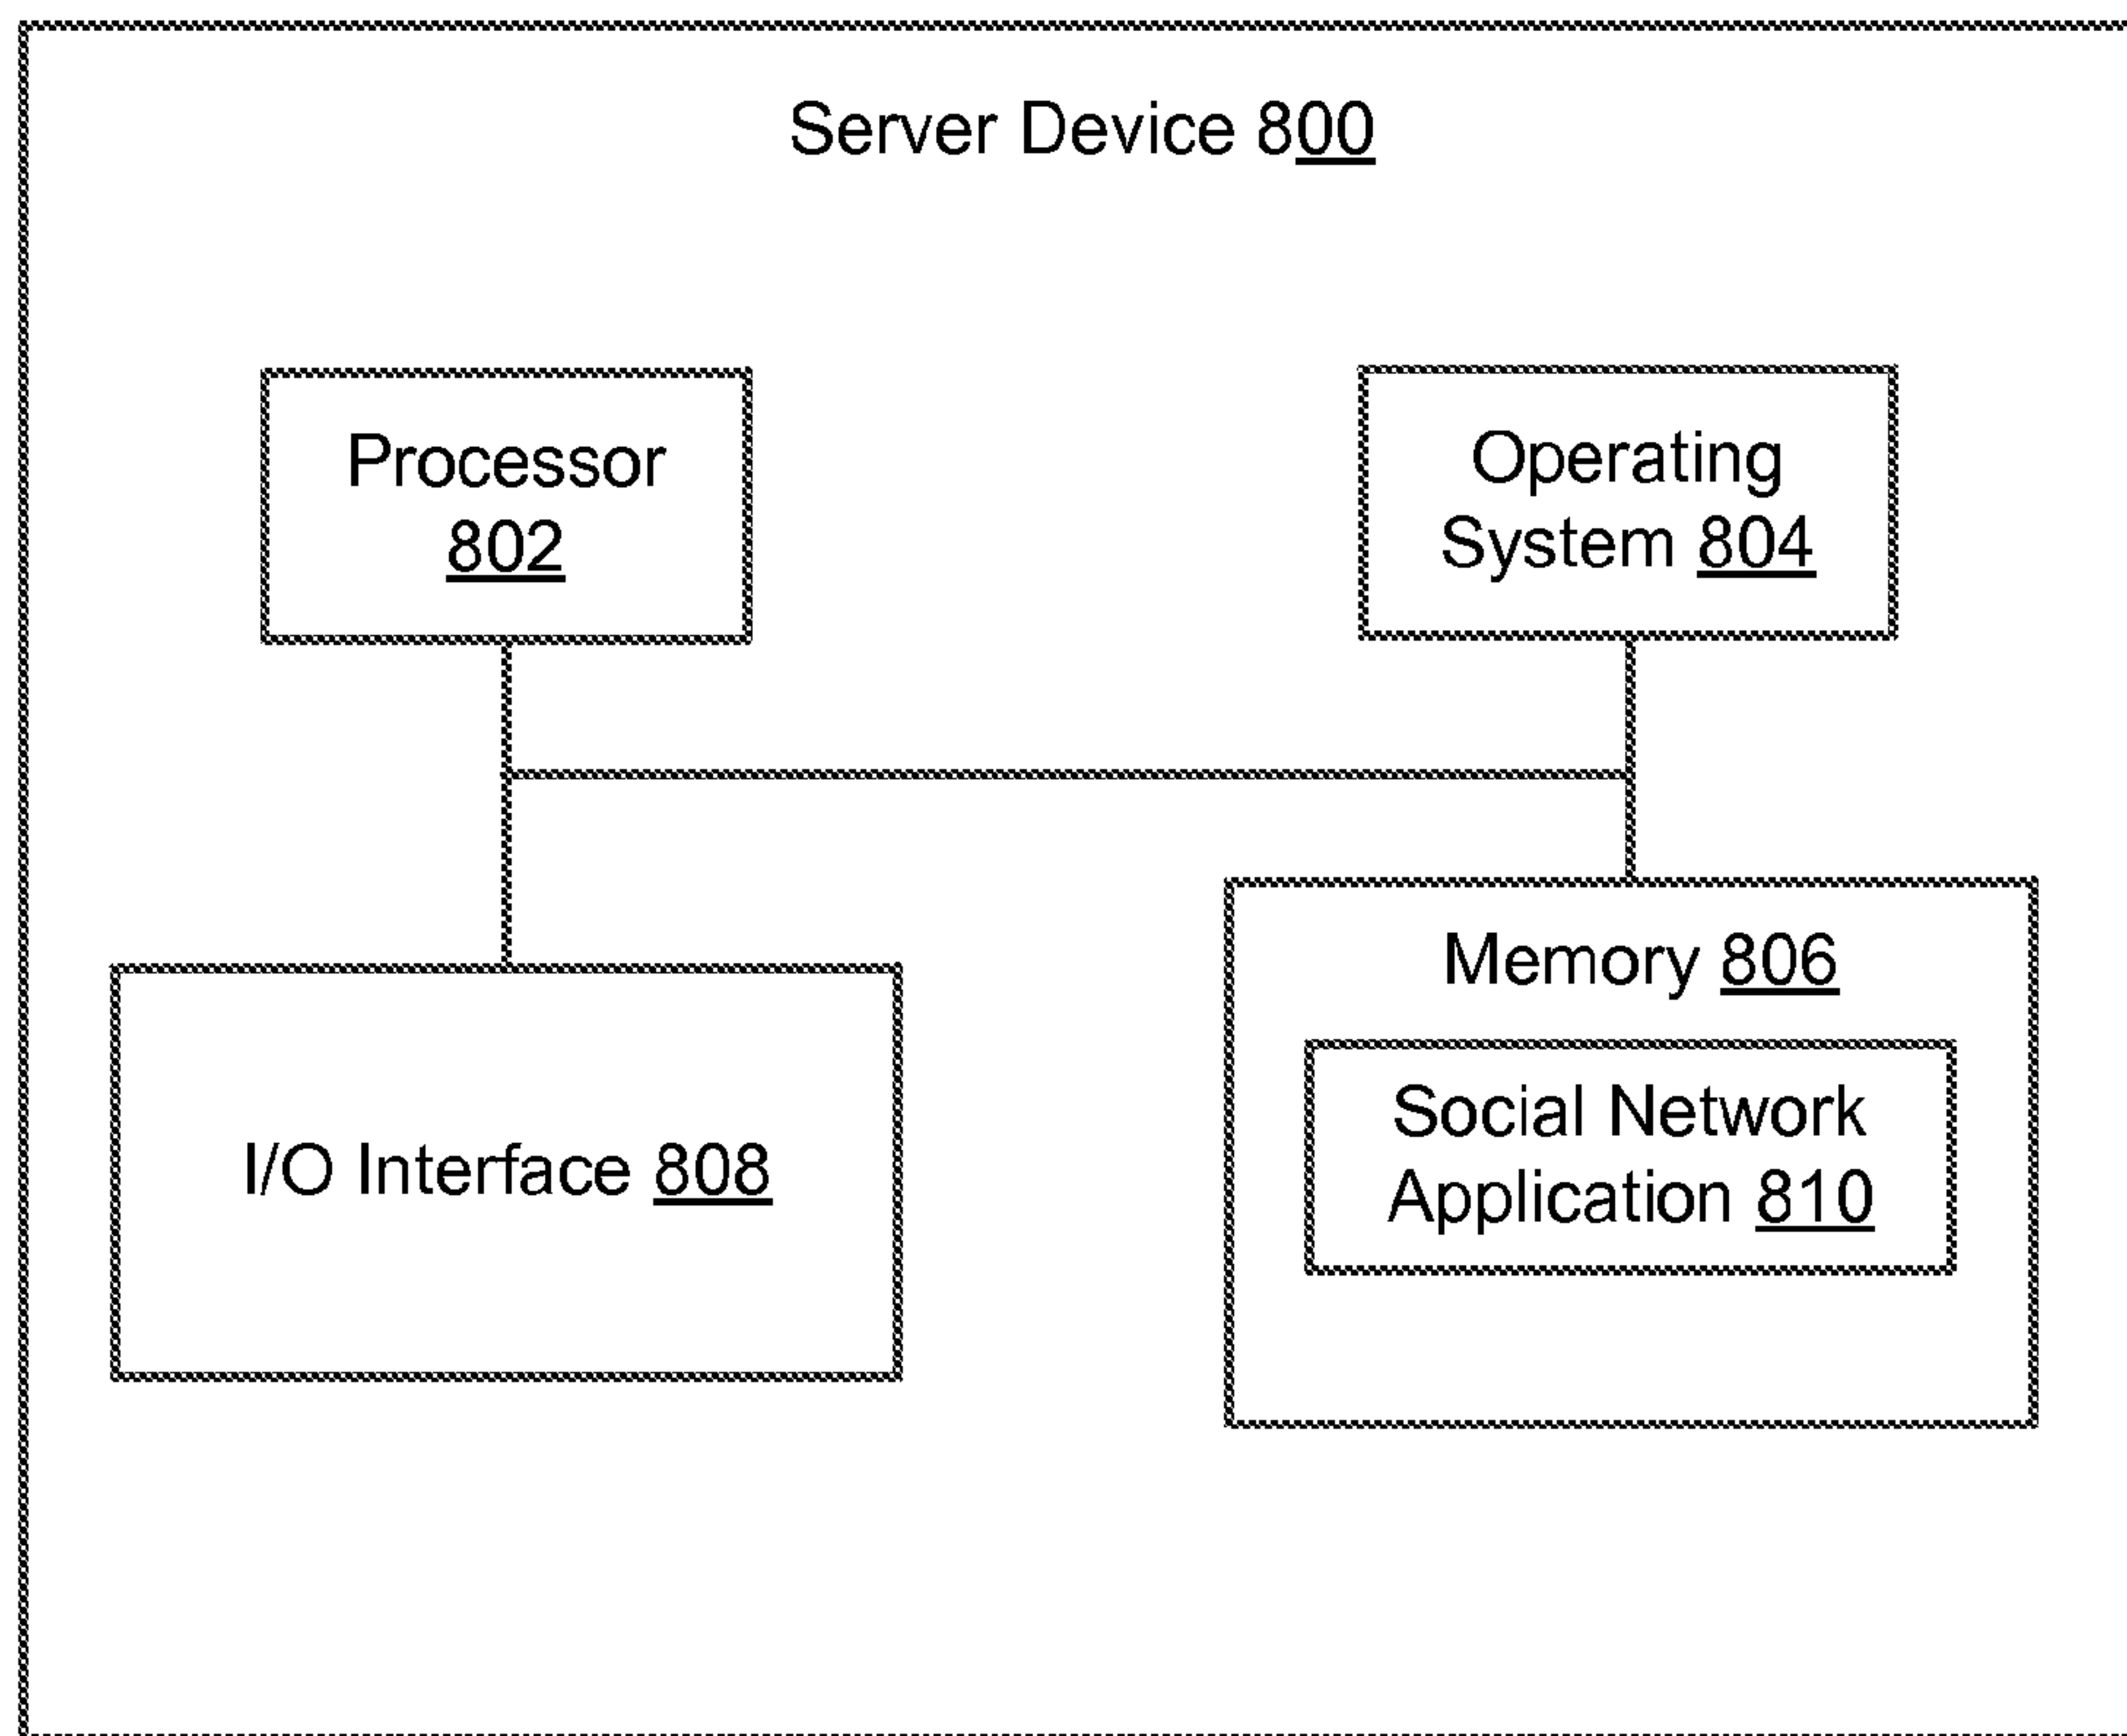 Server Device 800
Processor
802
Operating
System 804
I/O Interface 808
Memory 806
Social Network
Application 810